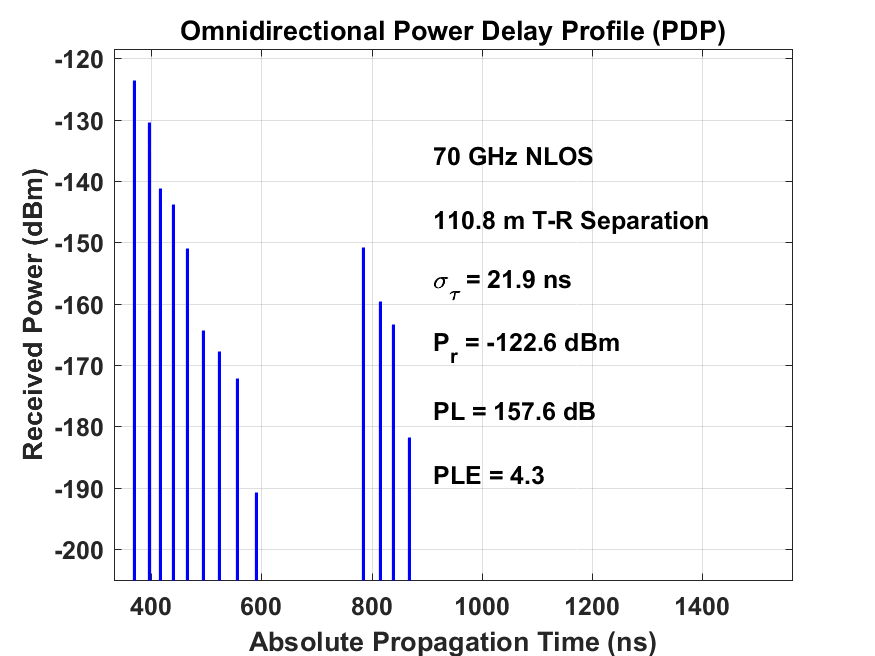 Omnidirectional Power Delay Profile (PDP)
Received Power (dBm)
-120
-130
-140
-150
-160
-170
-180
-190
-200
70 GHz NLOS
110.8 m T-R Separation
σ_τ = 21.9 ns
P_r = -122.6 dBm
PL = 157.6 dB
PLE = 4.3
400 600 800 1000 1200 1400
Absolute Propagation Time (ns)